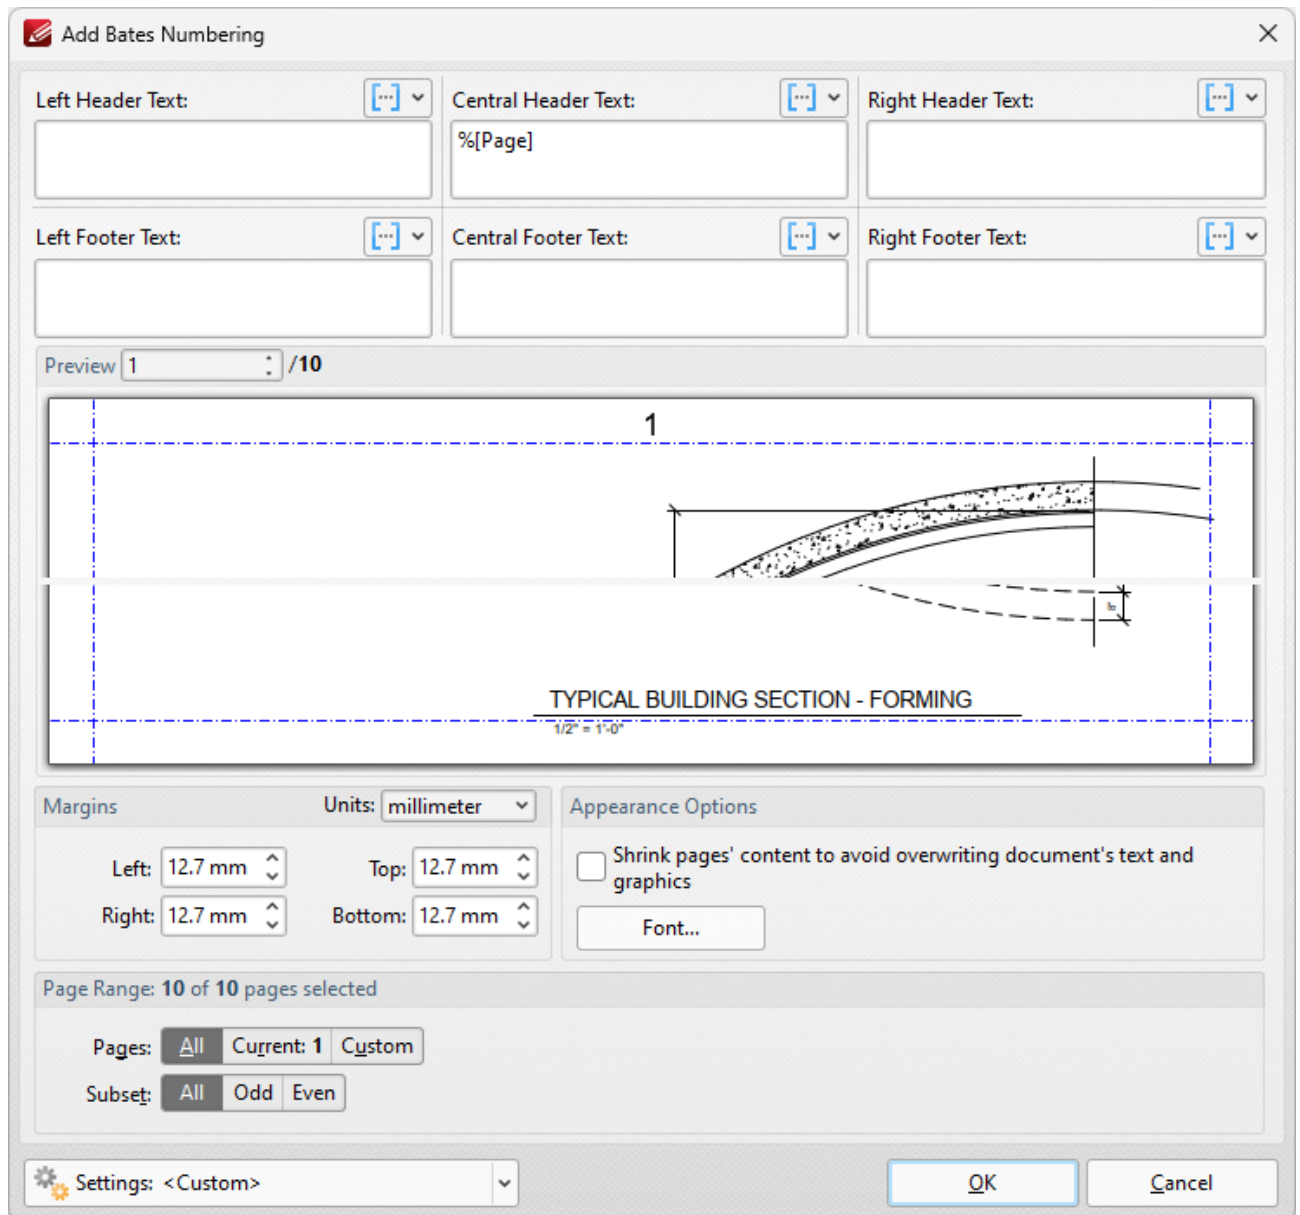 Add Bates Numbering
Left Header Text:
Central Header Text:
Right Header Text:
%[Page]
Left Footer Text:
Central Footer Text:
Right Footer Text:
Preview 1 /10
1
8"
TYPICAL BUILDING SECTION - FORMING
1/2" = 1'-0"
Margins
Units: millimeter
Left: 12.7 mm
Top: 12.7 mm
Right: 12.7 mm
Bottom: 12.7 mm
Appearance Options
Shrink pages' content to avoid overwriting document's text and
graphics
Font...
Page Range: 10 of 10 pages selected
Pages: All Current: 1 Custom
Subset: All Odd Even
Settings: <Custom>
OK
Cancel